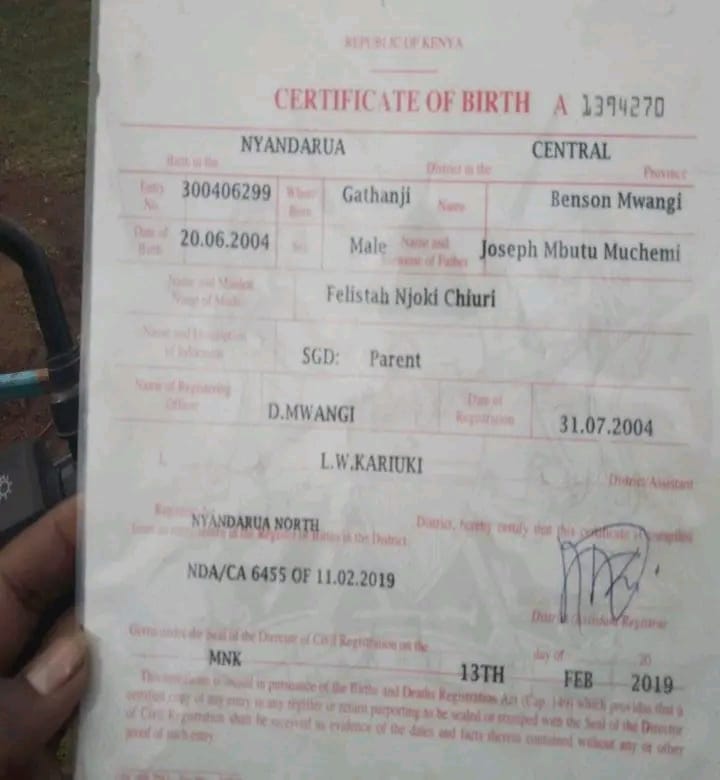 REPUBLIC OF KENYA
CERTIFICATE OF BIRTH A 1394270
NYANDARUA CENTRAL
Birth in the District in the Province
Entry No. 300406299 Where Born Gathanji Name Benson Mwangi
Date of Birth 20.06.2004 Sex Male Name and Surname of Father Joseph Mbutu Muchemi
Name and Maiden Name of Mother Felistah Njoki Chiuri
Name and Description of Informant SGD: Parent
Name of Registering Officer D.MWANGI Date of Registration 31.07.2004
I, L.W.KARIUKI District/Assistant
NYANDARUA NORTH District, hereby certify that this certificate is compiled
from an entry in the Register of Births in the District.
NDA/CA 6455 OF 11.02.2019
District/Assistant Registrar
Given under the Seal of the Director of Civil Registration on the
MNK 13TH day of FEB 20 2019
This certificate is issued in pursuance of the Births and Deaths Registration Act (Cap. 149) which provides that a
certified copy of any entry in any register or return purporting to be sealed or stamped with the Seal of the Director
of Civil Registration shall be received as evidence of the dates and facts therein contained without any or other
proof of such entry